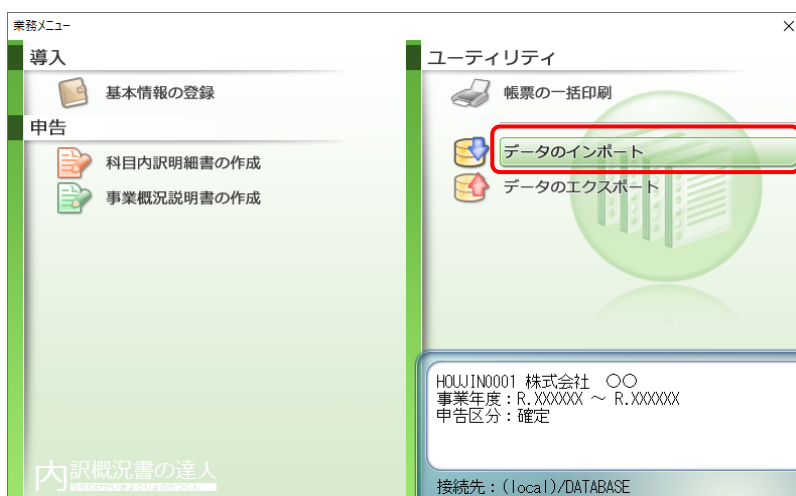 業務メニュー
導入
基本情報の登録
申告
科目内訳明細書の作成
事業概況説明書の作成
ユーティリティ
帳票の一括印刷
データのインポート
データのエクスポート
HOUJIN0001 株式会社 〇〇
事業年度:R.XXXXXX ～ R.XXXXXX
申告区分:確定
接続先:(local)/DATABASE
内訳概況書の達人